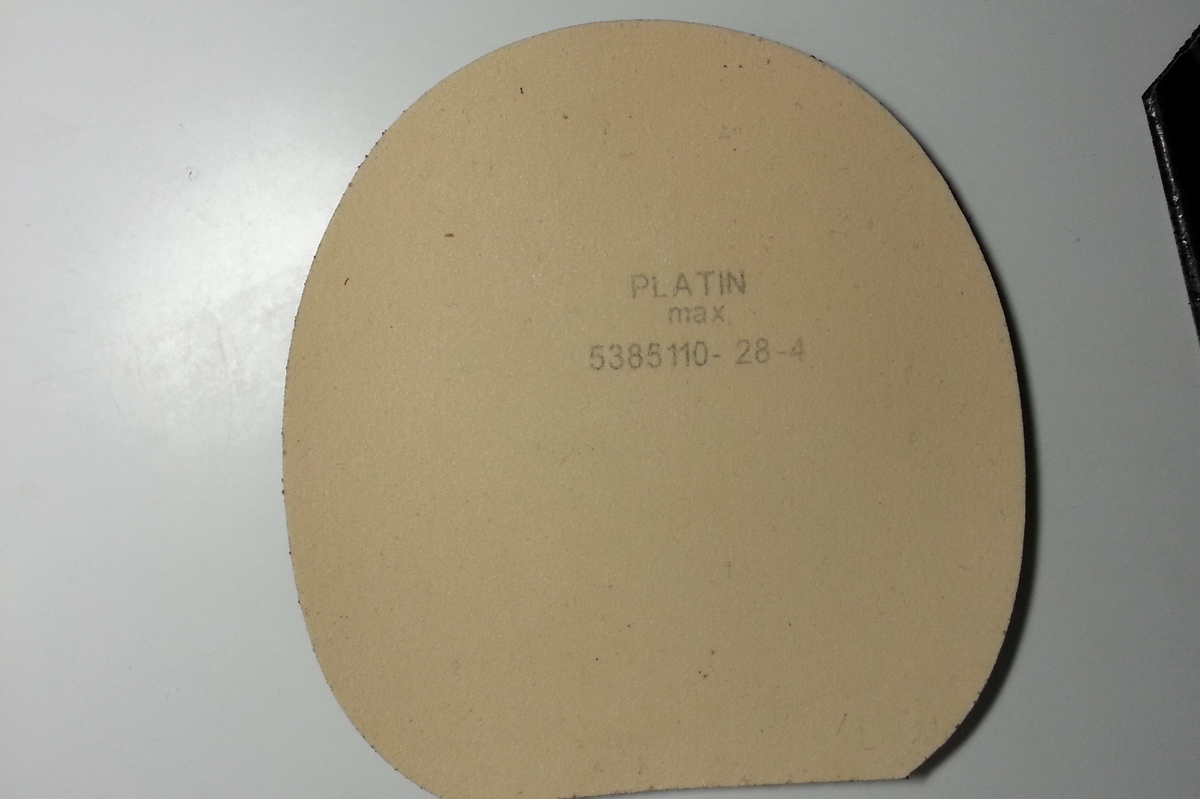 PLATIN
max
5385110- 28-4